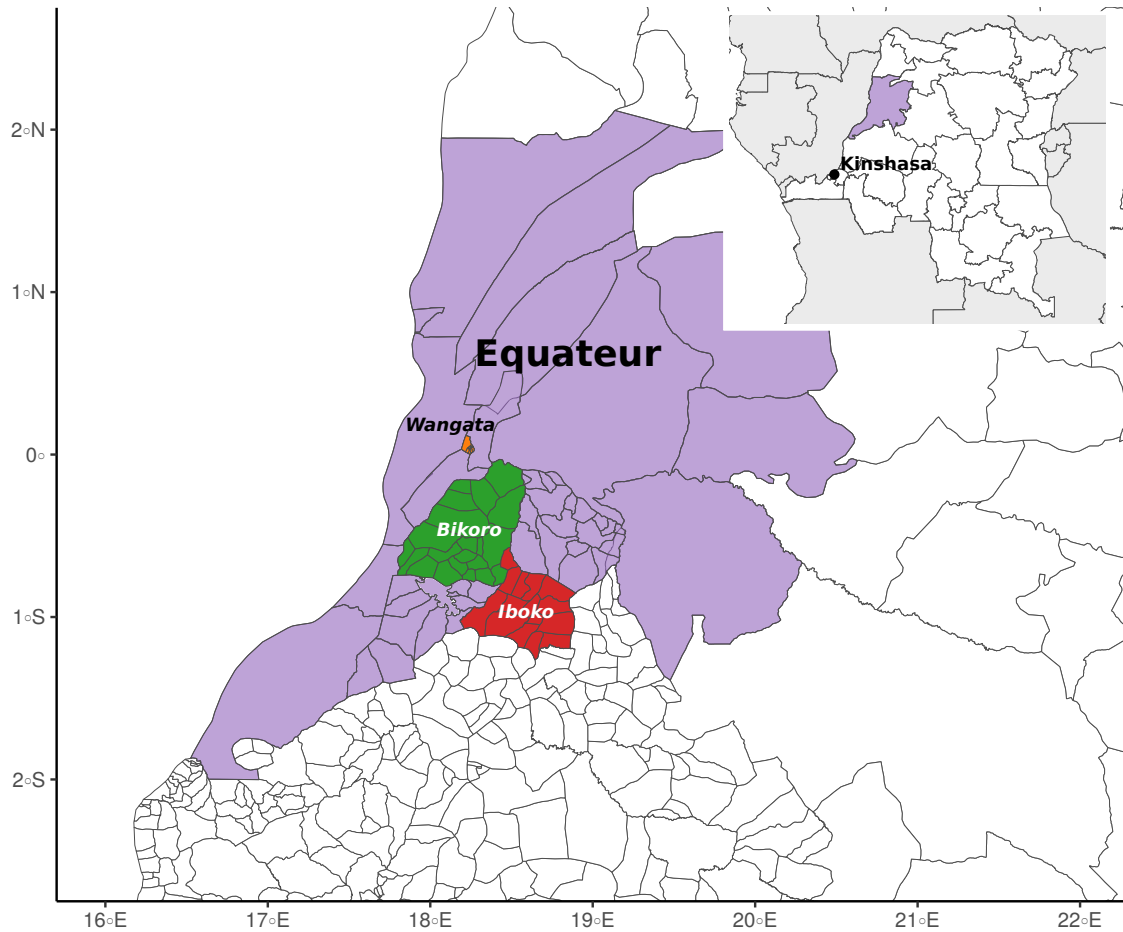 2◦N
Kinshasa
1◦N
Equateur
Wangata
0◦
Bikoro
Iboko
1◦S
2◦S
16◦E 17◦E 18◦E 19◦E 20◦E 21◦E 22◦E